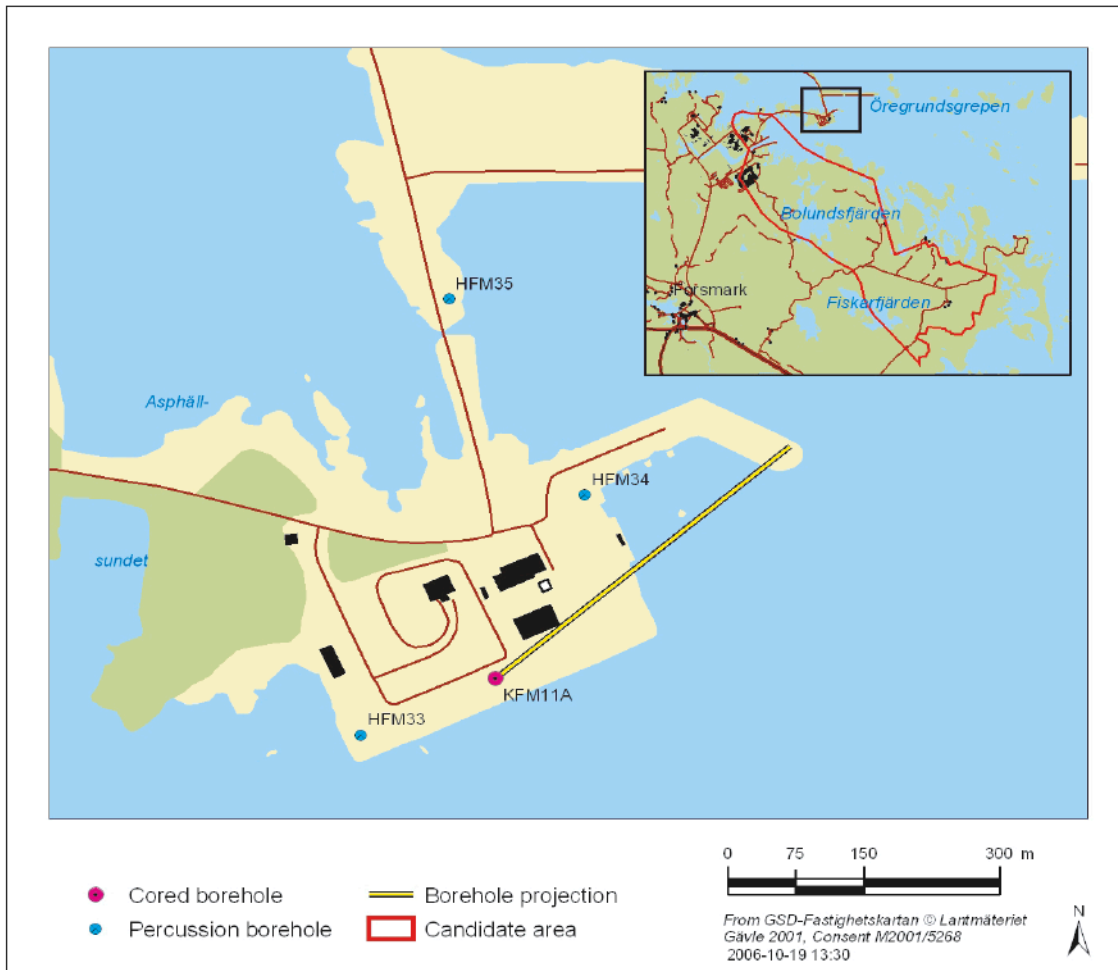 Öregrundsgrepen
Bolundsfjärden
Forsmark
Fiskarfjärden
HFM35
Asphäll-
HFM34
sundet
KFM11A
HFM33
0 75 150 300 m
Cored borehole
Borehole projection
Percussion borehole
Candidate area
From GSD-Fastighetskartan © Lantmäteriet
Gävle 2001, Consent M2001/5268
2006-10-19 13:30
N